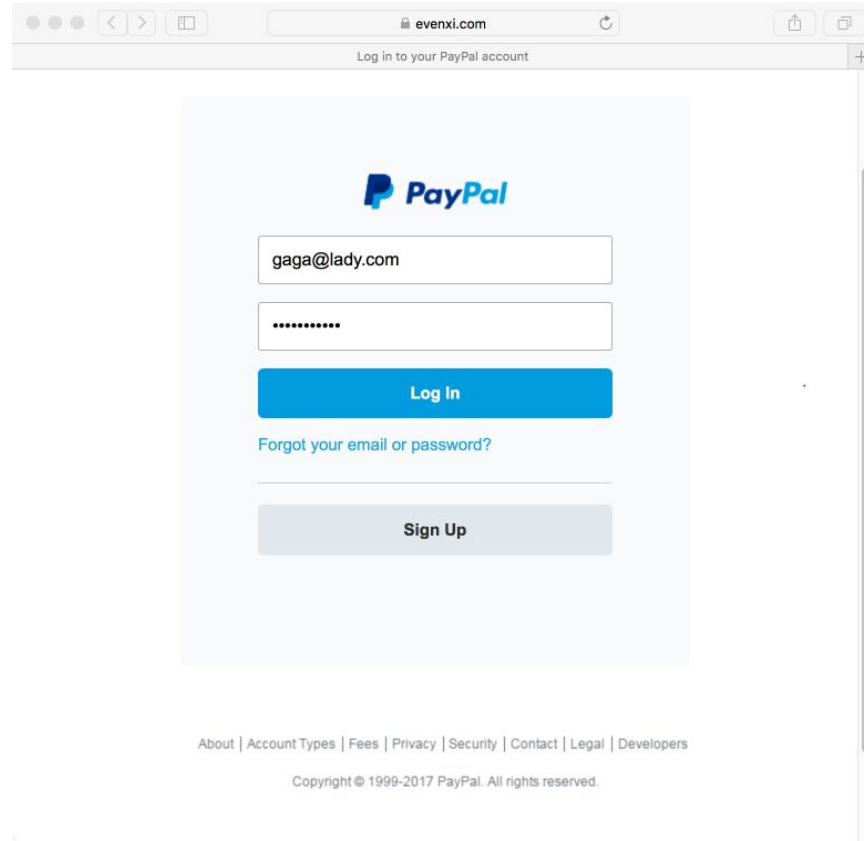 evenxi.com
Log in to your PayPal account
PayPal
gaga@lady.com
•••••••••••
Log In
Forgot your email or password?
Sign Up
About | Account Types | Fees | Privacy | Security | Contact | Legal | Developers
Copyright © 1999-2017 PayPal. All rights reserved.